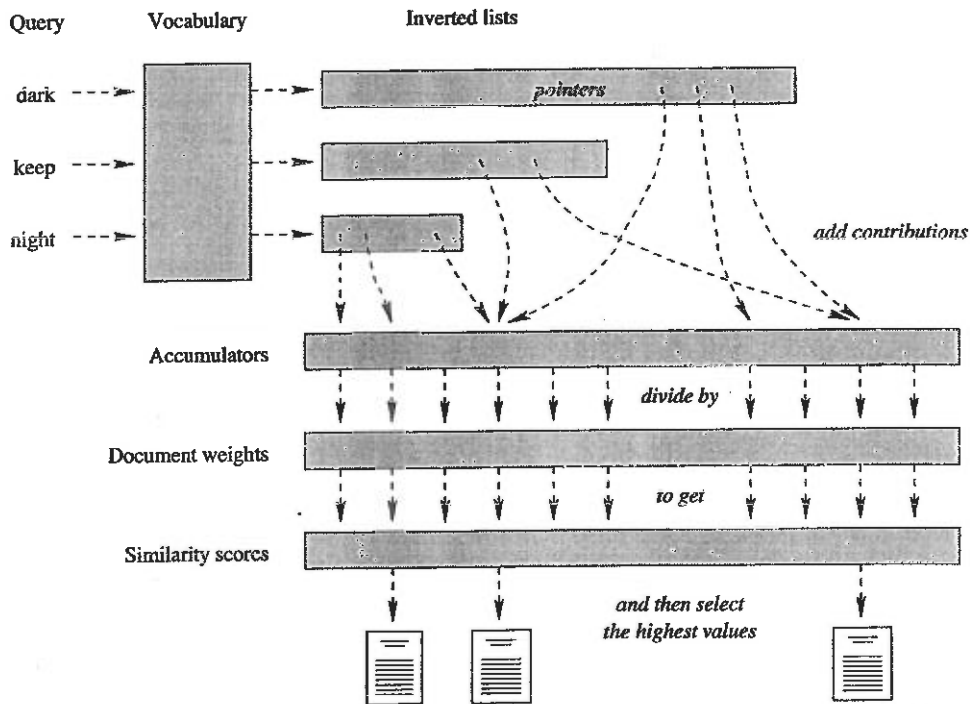 Query
Vocabulary
Inverted lists
dark
pointers
keep
night
add contributions
Accumulators
divide by
Document weights
to get
Similarity scores
and then select
the highest values